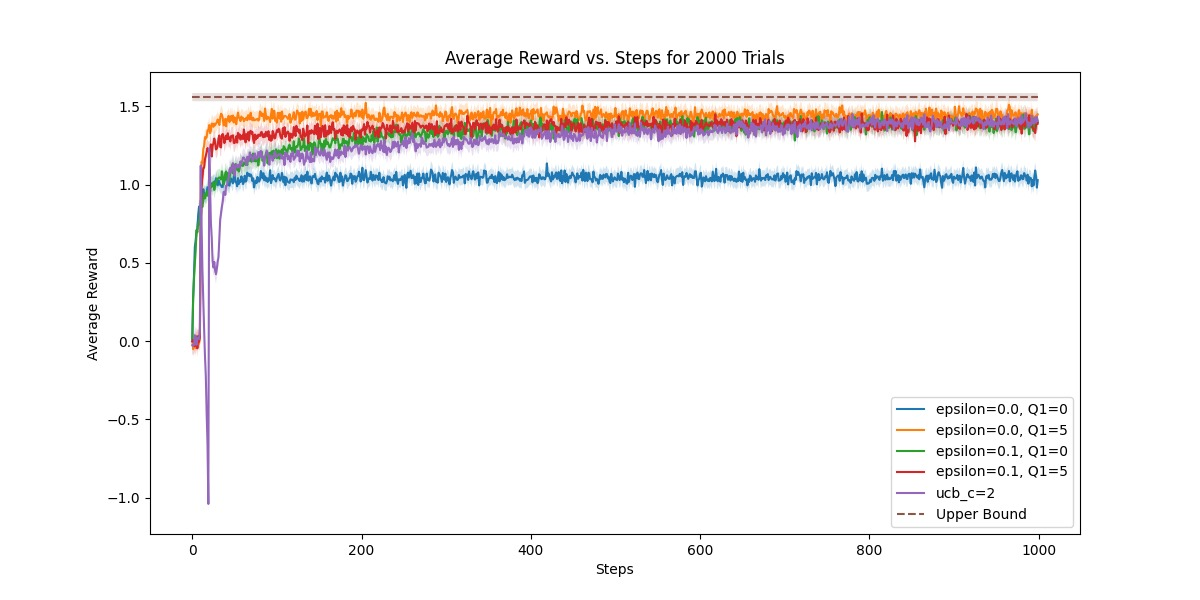 Average Reward vs. Steps for 2000 Trials
Average Reward
1.5
1.0
0.5
0.0
−0.5
−1.0
0
200
400
600
800
1000
Steps
epsilon=0.0, Q1=0
epsilon=0.0, Q1=5
epsilon=0.1, Q1=0
epsilon=0.1, Q1=5
ucb_c=2
Upper Bound